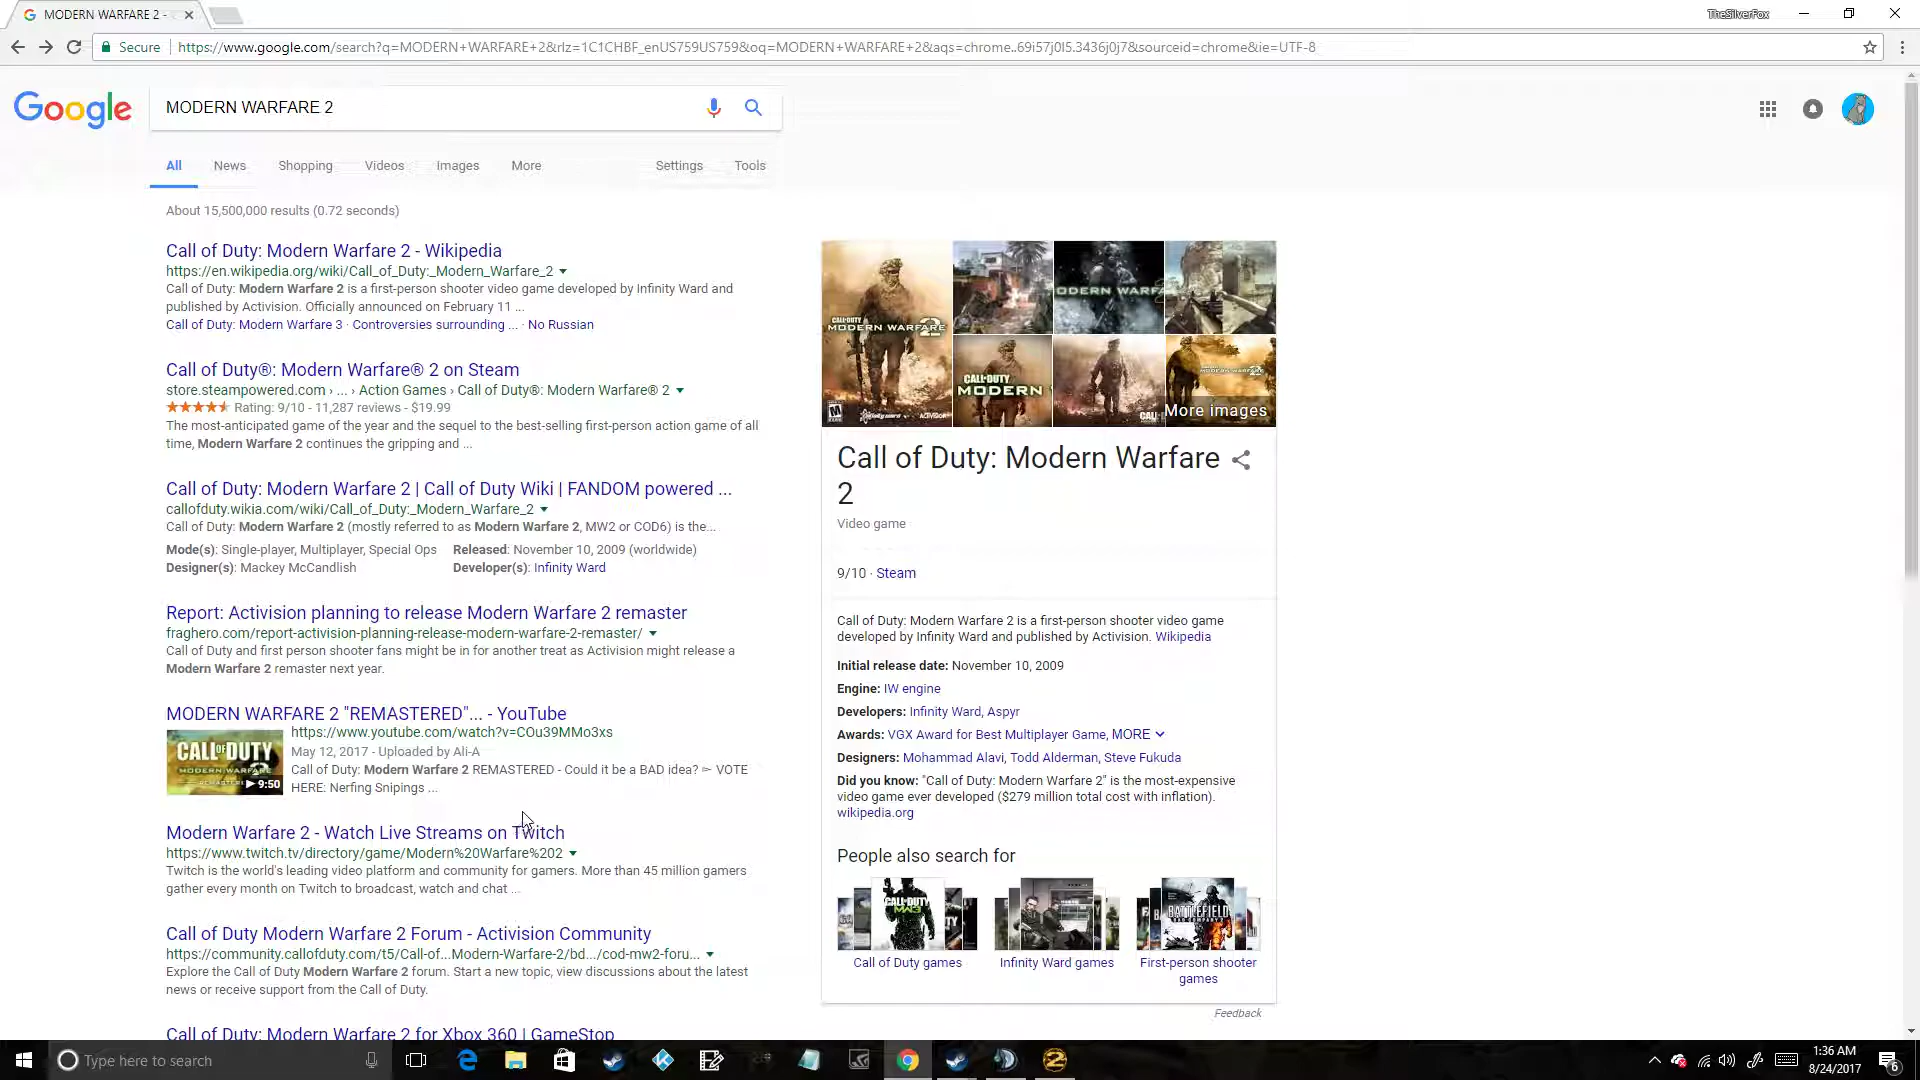 MODERN WARFARE 2 -
TheSilverFox
Secure
https://www.google.com/search?q=MODERN+WARFARE+2&rlz=1C1CHBF_enUS759US759&oq=MODERN+WARFARE+2&aqs=chrome..69i57j0l5.3436j0j7&sourceid=chrome&ie=UTF-8
Google
MODERN WARFARE 2
All News Shopping Videos Images More Settings Tools
About 15,500,000 results (0.72 seconds)
Call of Duty: Modern Warfare 2 - Wikipedia
https://en.wikipedia.org/wiki/Call_of_Duty:_Modern_Warfare_2
Call of Duty: Modern Warfare 2 is a first-person shooter video game developed by Infinity Ward and
published by Activision. Officially announced on February 11 ...
Call of Duty: Modern Warfare 3 · Controversies surrounding ... · No Russian
Call of Duty®: Modern Warfare® 2 on Steam
store.steampowered.com › ... › Action Games › Call of Duty®: Modern Warfare® 2
Rating: 9/10 - 11,287 reviews - $19.99
The most-anticipated game of the year and the sequel to the best-selling first-person action game of all
time, Modern Warfare 2 continues the gripping and ...
Call of Duty: Modern Warfare 2 | Call of Duty Wiki | FANDOM powered ...
callofduty.wikia.com/wiki/Call_of_Duty:_Modern_Warfare_2
Call of Duty: Modern Warfare 2 (mostly referred to as Modern Warfare 2, MW2 or COD6) is the...
Mode(s): Single-player, Multiplayer, Special Ops Released: November 10, 2009 (worldwide)
Designer(s): Mackey McCandlish Developer(s): Infinity Ward
Report: Activision planning to release Modern Warfare 2 remaster
fraghero.com/report-activision-planning-release-modern-warfare-2-remaster/
Call of Duty and first person shooter fans might be in for another treat as Activision might release a
Modern Warfare 2 remaster next year.
MODERN WARFARE 2 "REMASTERED"... - YouTube
https://www.youtube.com/watch?v=COu39MMo3xs
May 12, 2017 - Uploaded by Ali-A
Call of Duty: Modern Warfare 2 REMASTERED - Could it be a BAD idea? ► VOTE
HERE: Nerfing Snipings ...
CALL OF DUTY
MODERN WARFARE
9:50
Modern Warfare 2 - Watch Live Streams on Twitch
https://www.twitch.tv/directory/game/Modern%20Warfare%202
Twitch is the world's leading video platform and community for gamers. More than 45 million gamers
gather every month on Twitch to broadcast, watch and chat ...
Call of Duty Modern Warfare 2 Forum - Activision Community
https://community.callofduty.com/t5/Call-of...Modern-Warfare-2/bd.../cod-mw2-foru...
Explore the Call of Duty Modern Warfare 2 forum. Start a new topic, view discussions about the latest
news or receive support from the Call of Duty.
Call of Duty: Modern Warfare 2 for Xbox 360 | GameStop
CALL OF DUTY
MODERN WARFARE 2
ODERN WARFA
CALL OF DUTY
MODERN
More images
Call of Duty: Modern Warfare
2
Video game
9/10 · Steam
Call of Duty: Modern Warfare 2 is a first-person shooter video game
developed by Infinity Ward and published by Activision. Wikipedia
Initial release date: November 10, 2009
Engine: IW engine
Developers: Infinity Ward, Aspyr
Awards: VGX Award for Best Multiplayer Game, MORE
Designers: Mohammad Alavi, Todd Alderman, Steve Fukuda
Did you know: "Call of Duty: Modern Warfare 2" is the most-expensive
video game ever developed ($279 million total cost with inflation).
wikipedia.org
People also search for
CALL OF DUTY
MW3
BATTLEFIELD
Call of Duty games
Infinity Ward games
First-person shooter
games
Feedback
Type here to search
1:36 AM
8/24/2017
6